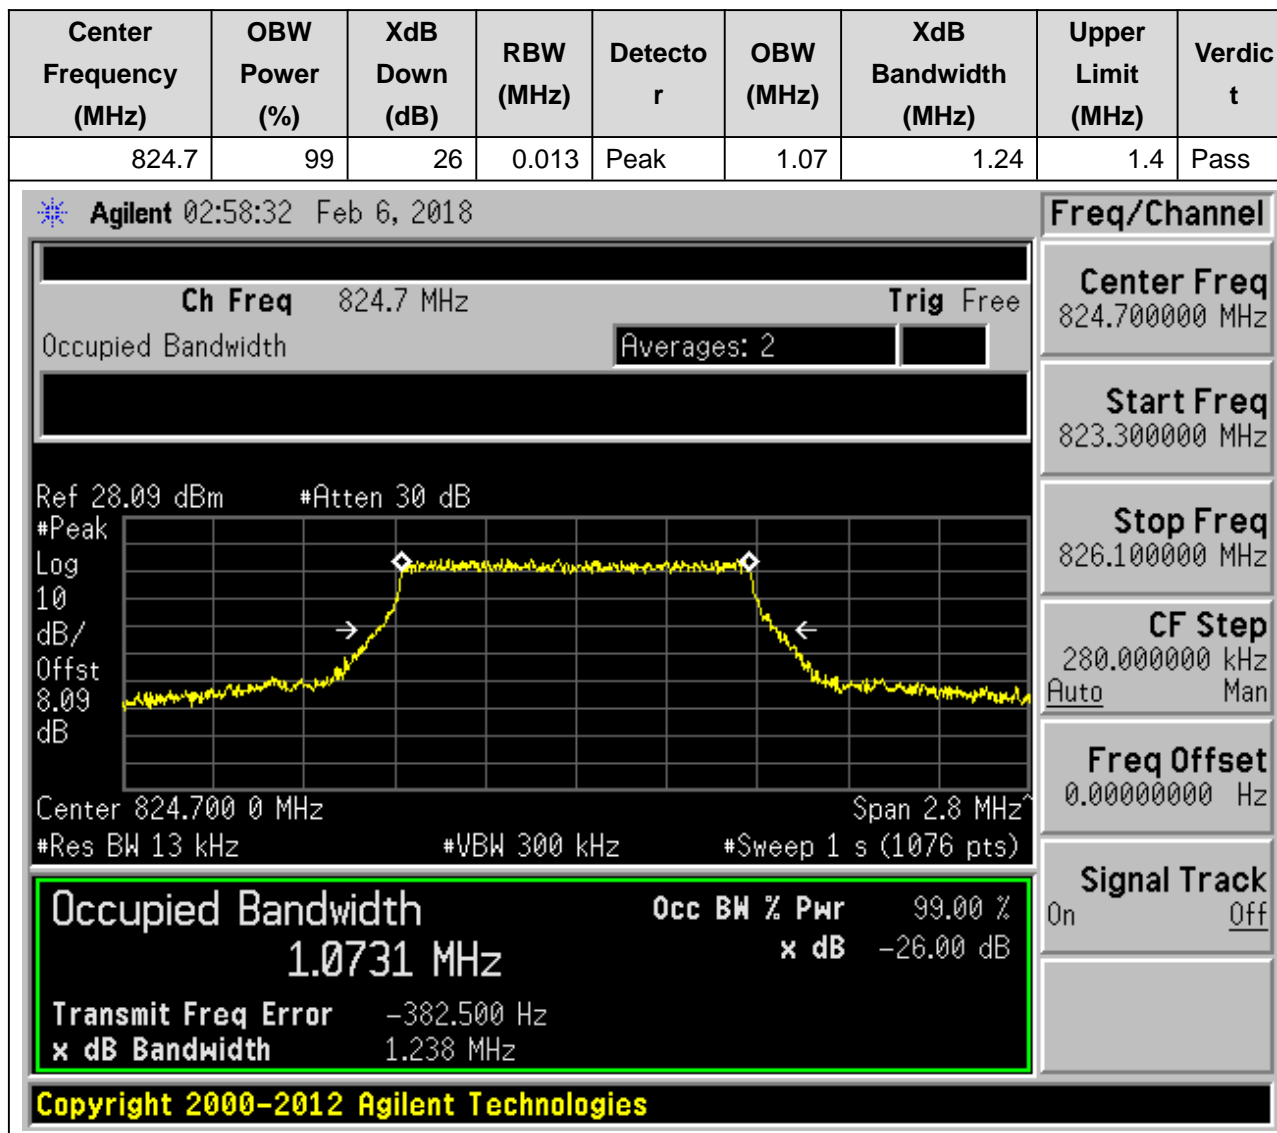 Center Frequency (MHz) OBW Power (%) XdB Down (dB) RBW (MHz) Detecto r OBW (MHz) XdB Bandwidth (MHz) Upper Limit (MHz) Verdic t
824.7 99 26 0.013 Peak 1.07 1.24 1.4 Pass
Agilent 02:58:32 Feb 6, 2018
Freq/Channel
Ch Freq 824.7 MHz Trig Free
Occupied Bandwidth Averages: 2
Ref 28.09 dBm #Atten 30 dB
#Peak
Log
10
dB/
Offst
8.09
dB
Center 824.700 0 MHz Span 2.8 MHz^
#Res BW 13 kHz #VBW 300 kHz #Sweep 1 s (1076 pts)
Occupied Bandwidth Occ BW % Pwr 99.00 %
1.0731 MHz x dB -26.00 dB
Transmit Freq Error -382.500 Hz
x dB Bandwidth 1.238 MHz
Copyright 2000-2012 Agilent Technologies
Center Freq
824.700000 MHz
Start Freq
823.300000 MHz
Stop Freq
826.100000 MHz
CF Step
280.000000 kHz
Auto Man
Freq Offset
0.00000000 Hz
Signal Track
On Off